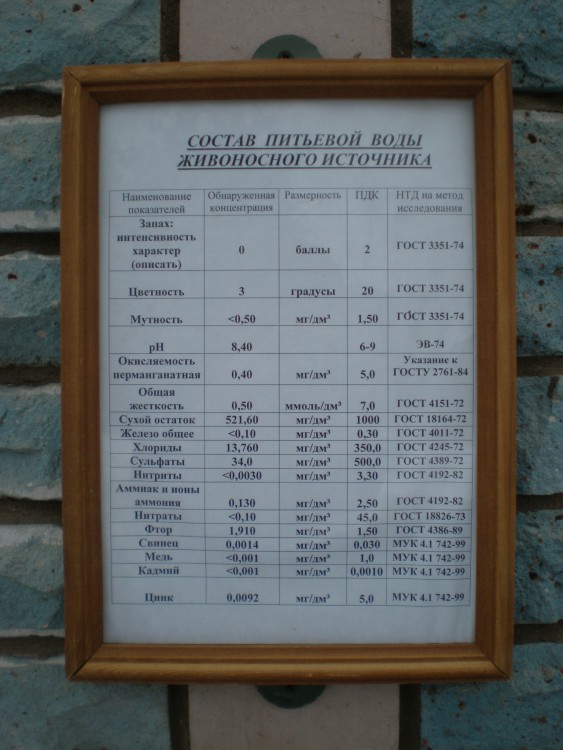 СОСТАВ ПИТЬЕВОЙ ВОДЫ
ЖИВОНОСНОГО ИСТОЧНИКА
Наименование показателей Обнаруженная концентрация Размерность ПДК НТД на метод исследования
Запах: интенсивность характер (описать) 0 баллы 2 ГОСТ 3351-74
Цветность 3 градусы 20 ГОСТ 3351-74
Мутность <0,50 мг/дм³ 1,50 ГОСТ 3351-74
pH 8,40 6-9 ЭВ-74
Окисляемость перманганатная 0,40 мг/дм³ 5,0 Указание к ГОСТУ 2761-84
Общая жесткость 0,50 ммоль/дм³ 7,0 ГОСТ 4151-72
Сухой остаток 521,60 мг/дм³ 1000 ГОСТ 18164-72
Железо общее <0,10 мг/дм³ 0,30 ГОСТ 4011-72
Хлориды 13,760 мг/дм³ 350,0 ГОСТ 4245-72
Сульфаты 34,0 мг/дм³ 500,0 ГОСТ 4389-72
Нитриты <0,0030 мг/дм³ 3,30 ГОСТ 4192-82
Аммиак и ионы аммония 0,130 мг/дм³ 2,50 ГОСТ 4192-82
Нитраты <0,10 мг/дм³ 45,0 ГОСТ 18826-73
Фтор 1,910 мг/дм³ 1,50 ГОСТ 4386-89
Свинец 0,0014 мг/дм³ 0,030 МУК 4.1 742-99
Медь <0,001 мг/дм³ 1,0 МУК 4.1 742-99
Кадмий <0,001 мг/дм³ 0,0010 МУК 4.1 742-99
Цинк 0,0092 мг/дм³ 5,0 МУК 4.1 742-99